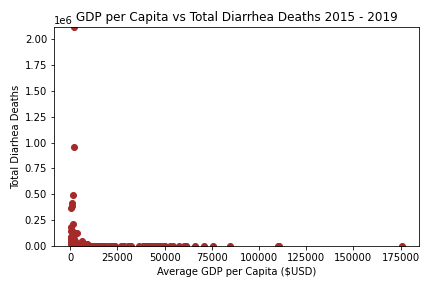 GDP per Capita vs Total Diarrhea Deaths 2015 - 2019
1e6
2.00
1.75
1.50
1.25
1.00
0.75
0.50
0.25
0.00
Total Diarhea Deaths
0 25000 50000 75000 100000 125000 150000 175000
Average GDP per Capita ($USD)